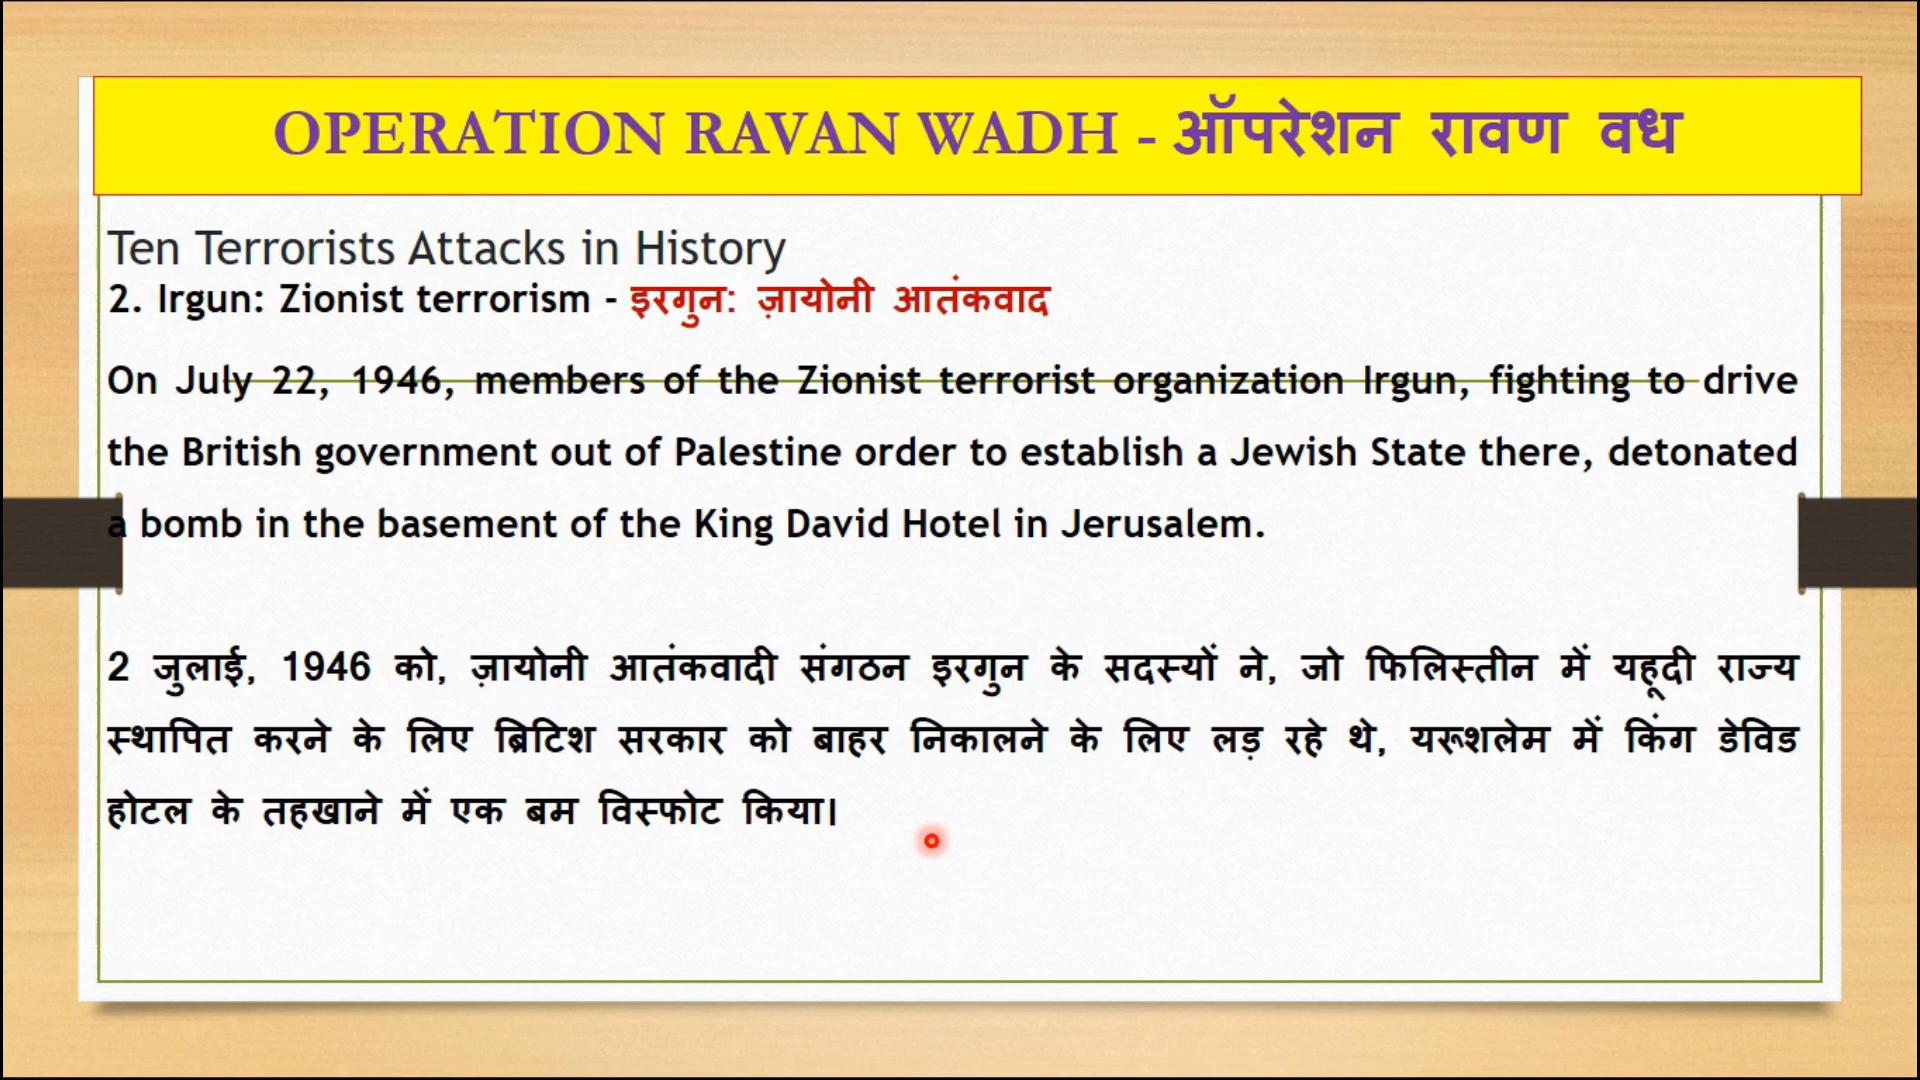 OPERATION RAVAN WADH - ऑपरेशन रावण वध
Ten Terrorists Attacks in History
2. Irgun: Zionist terrorism - इरगुन: ज़ायोनी आतंकवाद
On July 22, 1946, members of the Zionist terrorist organization Irgun, fighting to drive
the British government out of Palestine order to establish a Jewish State there, detonated
a bomb in the basement of the King David Hotel in Jerusalem.
2 जुलाई, 1946 को, ज़ायोनी आतंकवादी संगठन इरगुन के सदस्यों ने, जो फिलिस्तीन में यहूदी राज्य
स्थापित करने के लिए ब्रिटिश सरकार को बाहर निकालने के लिए लड़ रहे थे, यरूशलेम में किंग डेविड
होटल के तहखाने में एक बम विस्फोट किया।